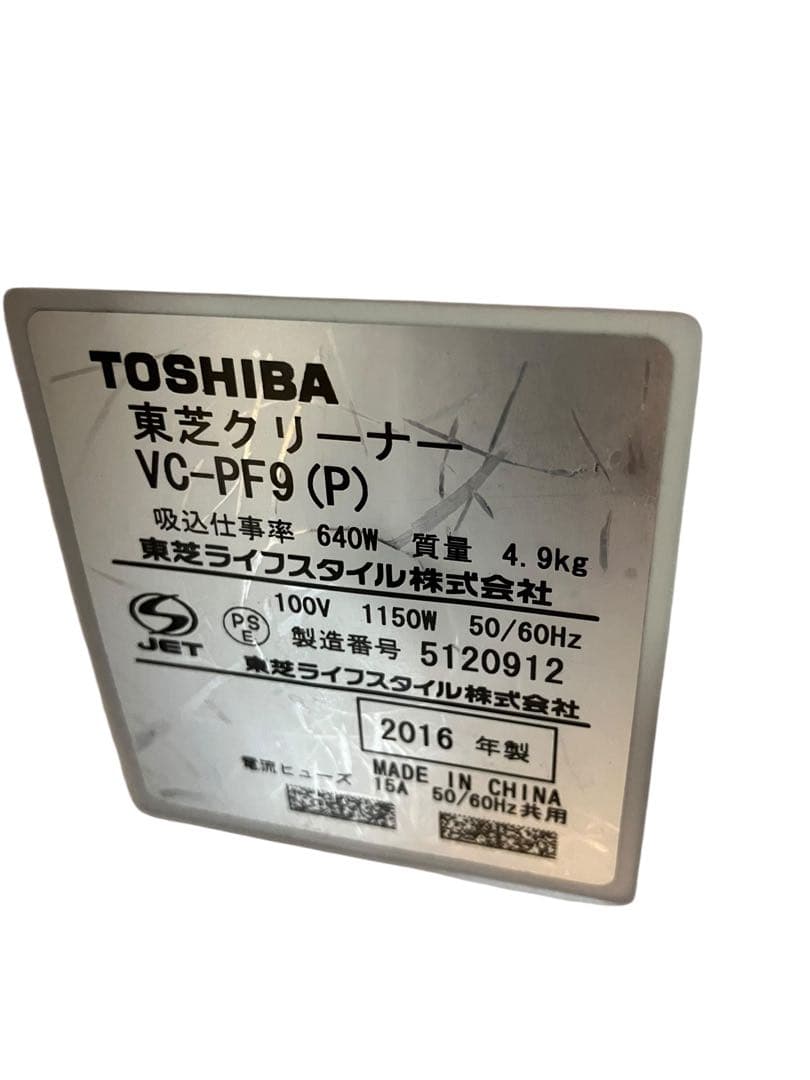 TOSHIBA
東芝クリーナー
VC-PF9(P)
吸込仕事率 640W 質量 4.9kg
東芝ライフスタイル株式会社
100V 1150W 50/60Hz
JET PSE 製造番号 5120912
東芝ライフスタイル株式会社
2016 年製
MADE IN CHINA
電流ヒューズ 15A 50/60Hz共用